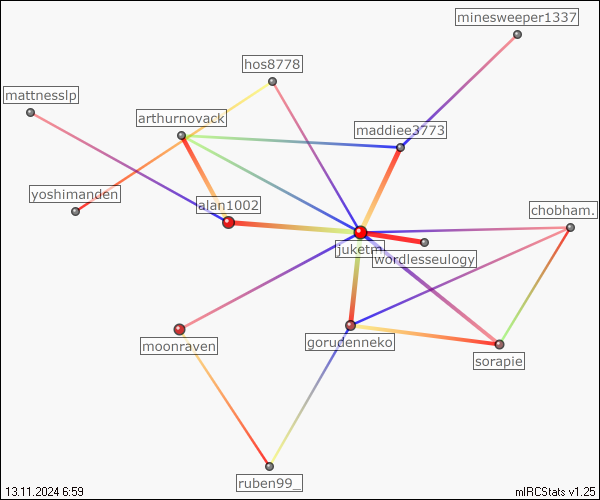 minesweeper1337
hos8778
mattnesslp
arthurnovack
maddiee3773
yoshimanden
alan1002
chobham.
juketm
wordlesseulogy
moonraven
gorudenneko
sorapie
ruben99_
13.11.2024 6:59
mIRCStats v1.25